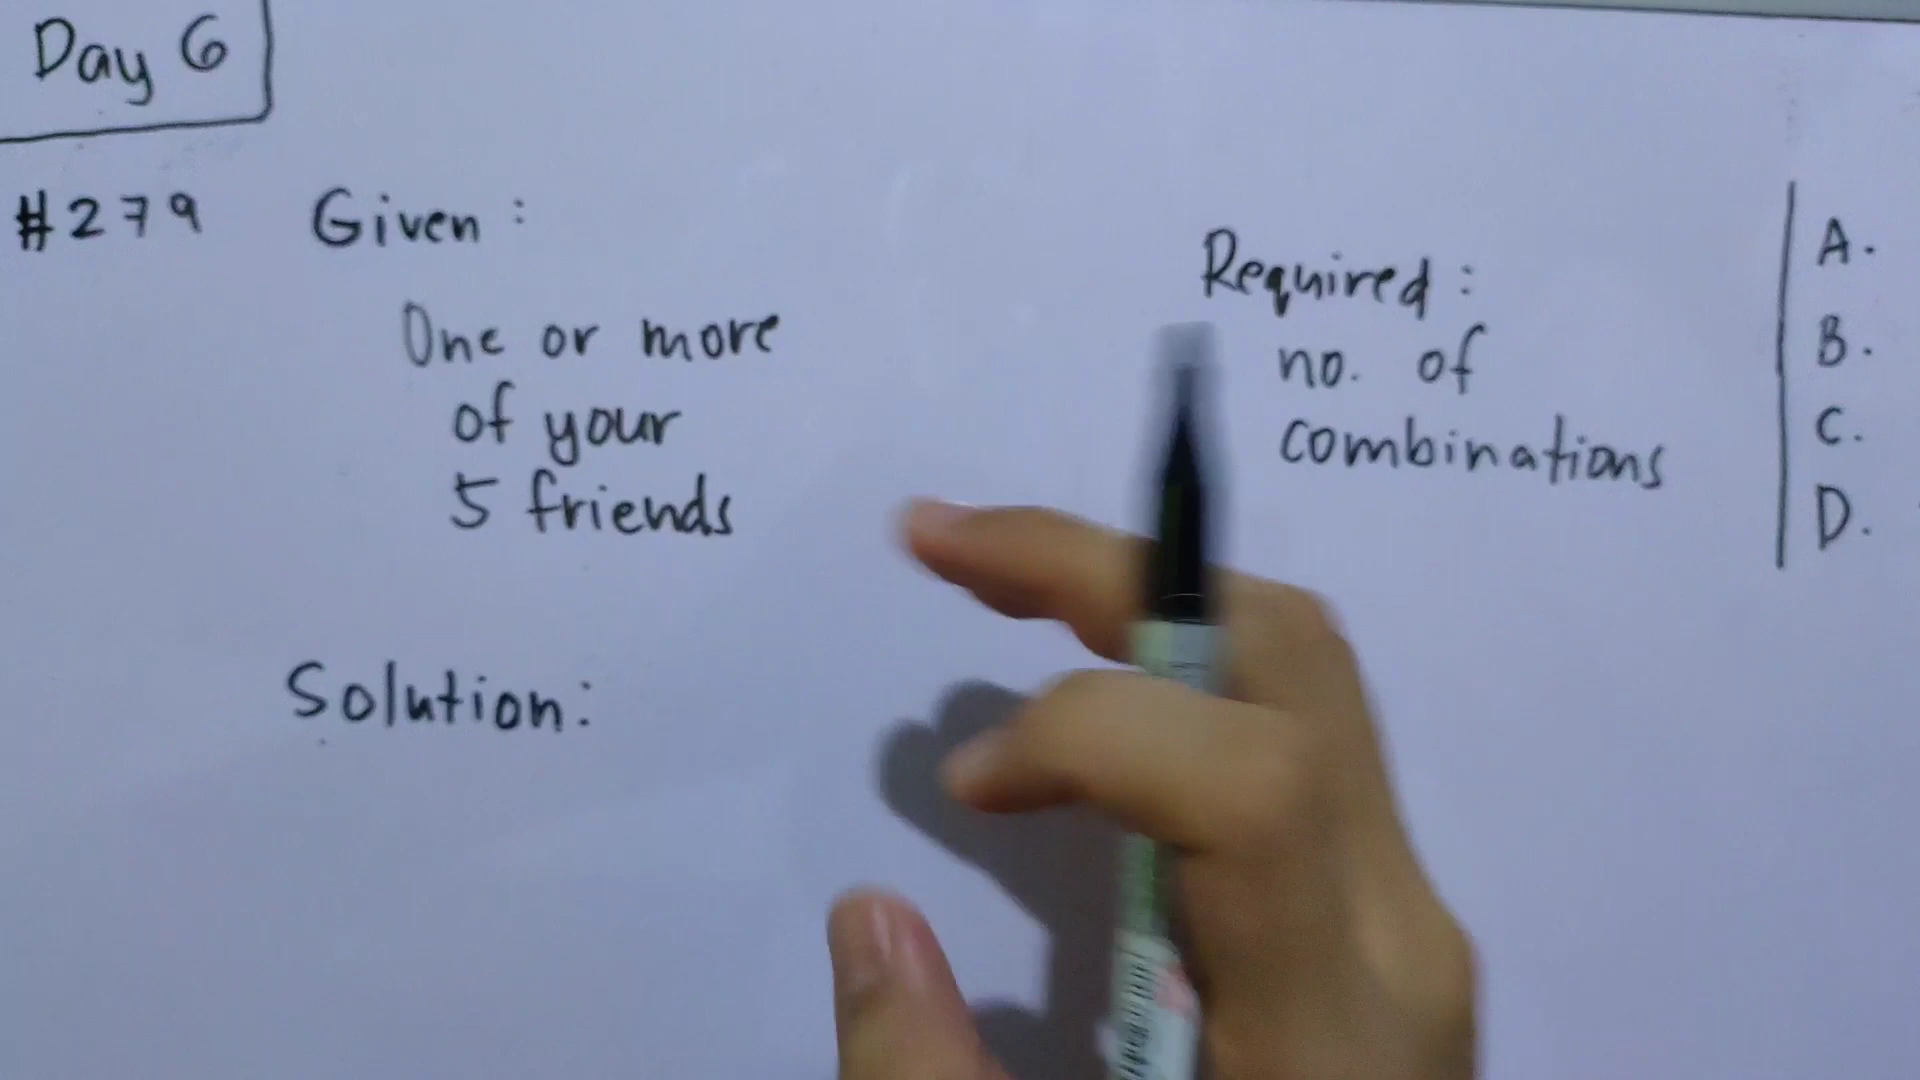 Day 6
#279 Given:
One or more
of your
5 friends
Required:
no. of
combinations
A.
B.
C.
D.
Solution: